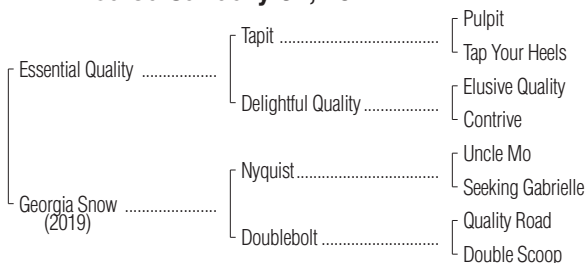 Pulpit
Tapit
Tap Your Heels
Essential Quality
Elusive Quality
Delightful Quality
Contrive
Uncle Mo
Nyquist
Seeking Gabrielle
Georgia Snow
(2019)
Quality Road
Doublebolt
Double Scoop